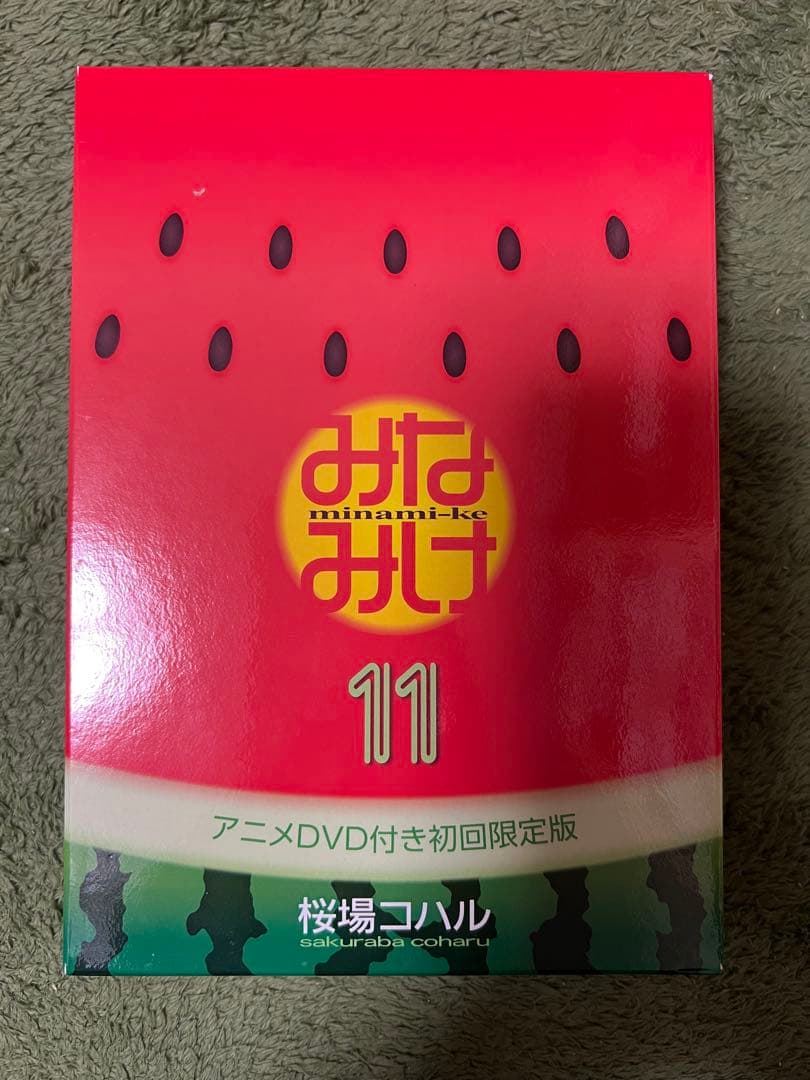 みな
minami-ke
みけ
11
アニメDVD付き初回限定版
桜場コハル
sakuraba coharu